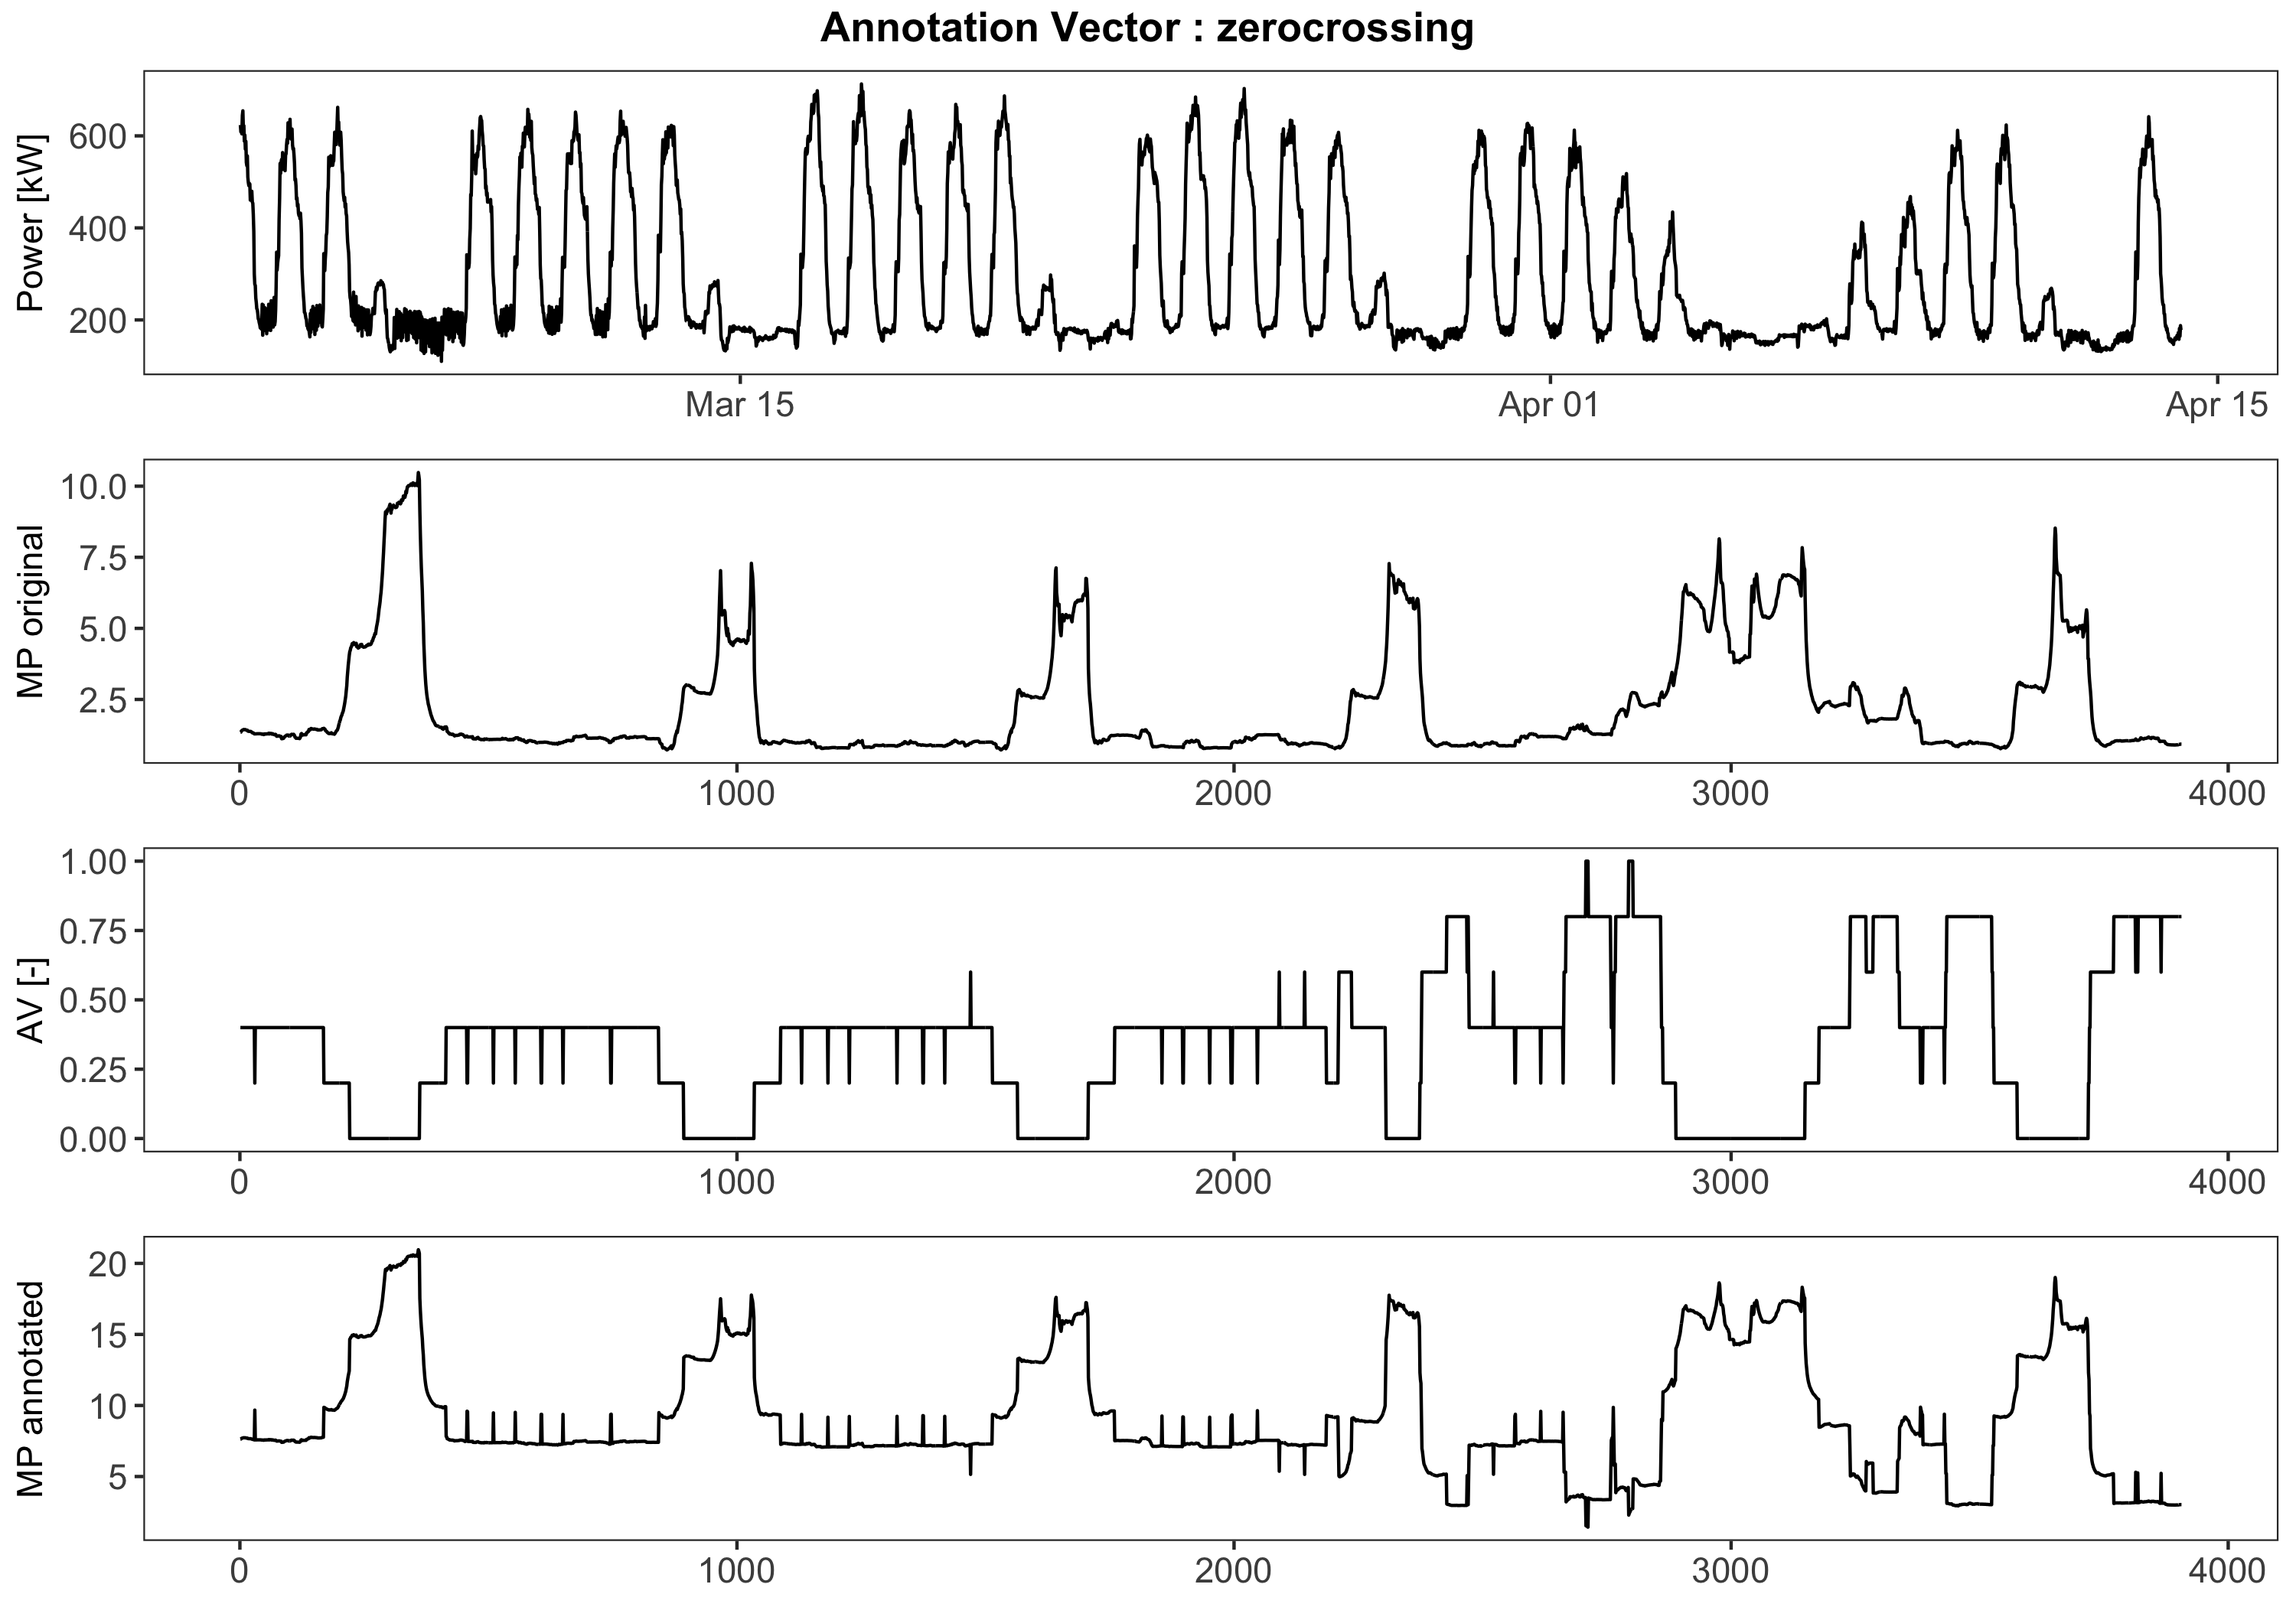 Annotation Vector : zerocrossing
Power [kW]
600
400
200
Mar 15 Apr 01 Apr 15
MP original
10.0
7.5
5.0
2.5
0 1000 2000 3000 4000
AV [-]
1.00
0.75
0.50
0.25
0.00
0 1000 2000 3000 4000
MP annotated
20
15
10
5
0 1000 2000 3000 4000